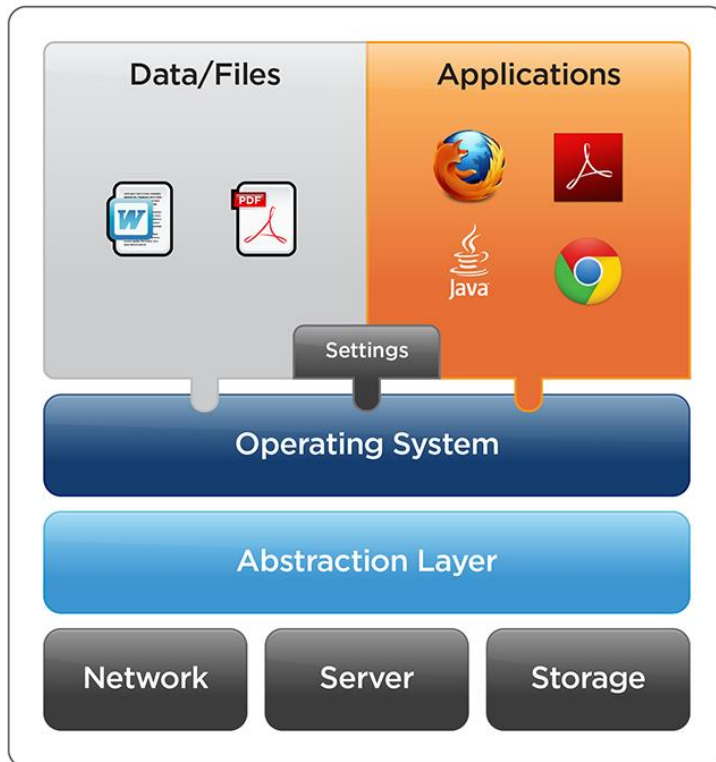 Data/Files
Applications
W
PDF
Java
Settings
Operating System
Abstraction Layer
Network
Server
Storage